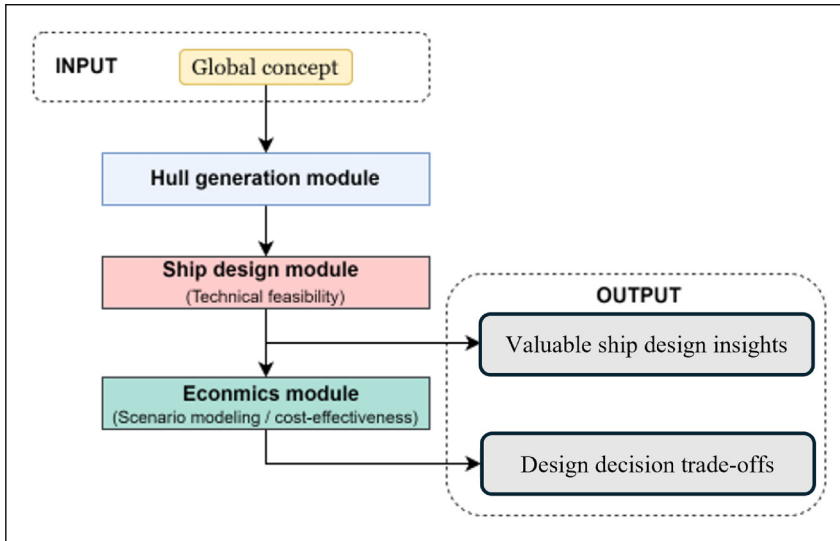 INPUT
Global concept
Hull generation module
Ship design module
(Technical feasibility)
OUTPUT
Valuable ship design insights
Econmics module
(Scenario modeling / cost-effectiveness)
Design decision trade-offs